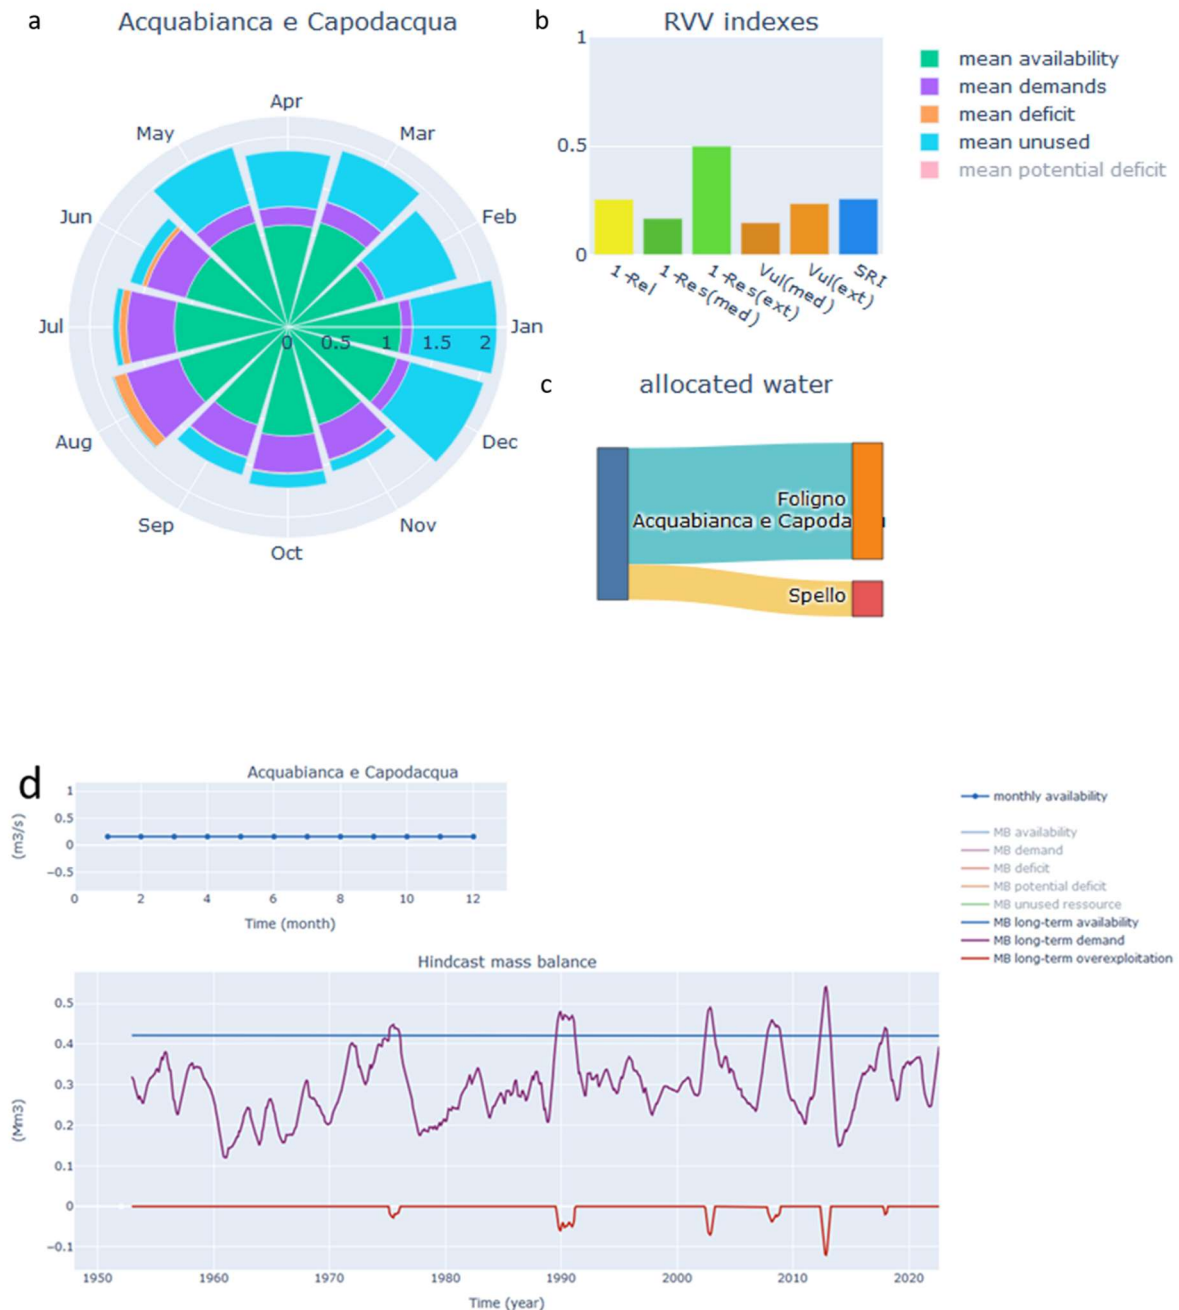 a
Acquabianca e Capodacqua
Apr
Mar
Feb
Jan
Dec
Nov
Oct
Sep
Aug
Jul
Jun
May
0 0.5 1 1.5 2
b
RVV indexes
1
0.5
0
1-Rel
1-Res(med)
1-Res(ext)
Vul(med)
Vul(ext)
SRI
mean availability
mean demands
mean deficit
mean unused
mean potential deficit
c
allocated water
Foligno
Acquabianca e Capodacqua
Spello
d
Acquabianca e Capodacqua
(m3/s)
1
0.5
0
−0.5
0 2 4 6 8 10 12
Time (month)
monthly availability
MB availability
MB demand
MB deficit
MB potential deficit
MB unused ressource
MB long-term availability
MB long-term demand
MB long-term overexploitation
Hindcast mass balance
(Mm3)
0.5
0.4
0.3
0.2
0.1
0
−0.1
1950 1960 1970 1980 1990 2000 2010 2020
Time (year)